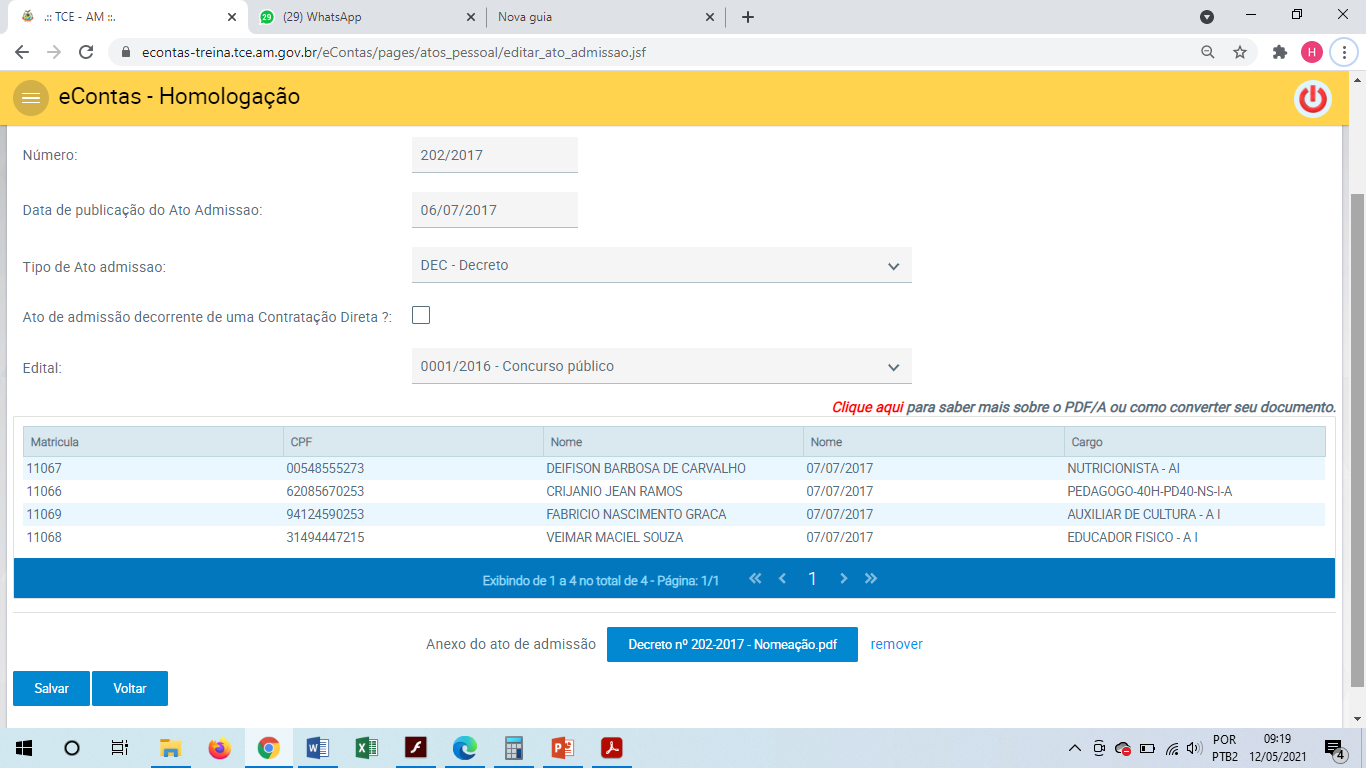 .:: TCE - AM ::.
(29) WhatsApp
Nova guia
econtas-treina.tce.am.gov.br/eContas/pages/atos_pessoal/editar_ato_admissao.jsf
H
eContas - Homologação
Número: 202/2017
Data de publicação do Ato Admissao: 06/07/2017
Tipo de Ato admissao: DEC - Decreto
Ato de admissão decorrente de uma Contratação Direta ?:
Edital: 0001/2016 - Concurso público
Clique aqui para saber mais sobre o PDF/A ou como converter seu documento.
Matricula CPF Nome Nome Cargo
11067 00548555273 DEIFISON BARBOSA DE CARVALHO 07/07/2017 NUTRICIONISTA - AI
11066 62085670253 CRIJANIO JEAN RAMOS 07/07/2017 PEDAGOGO-40H-PD40-NS-I-A
11069 94124590253 FABRICIO NASCIMENTO GRACA 07/07/2017 AUXILIAR DE CULTURA - A I
11068 31494447215 VEIMAR MACIEL SOUZA 07/07/2017 EDUCADOR FISICO - A I
Exibindo de 1 a 4 no total de 4 - Página: 1/1 1
Anexo do ato de admissão Decreto nº 202-2017 - Nomeação.pdf remover
Salvar Voltar
POR 09:19
PTB2 12/05/2021 4